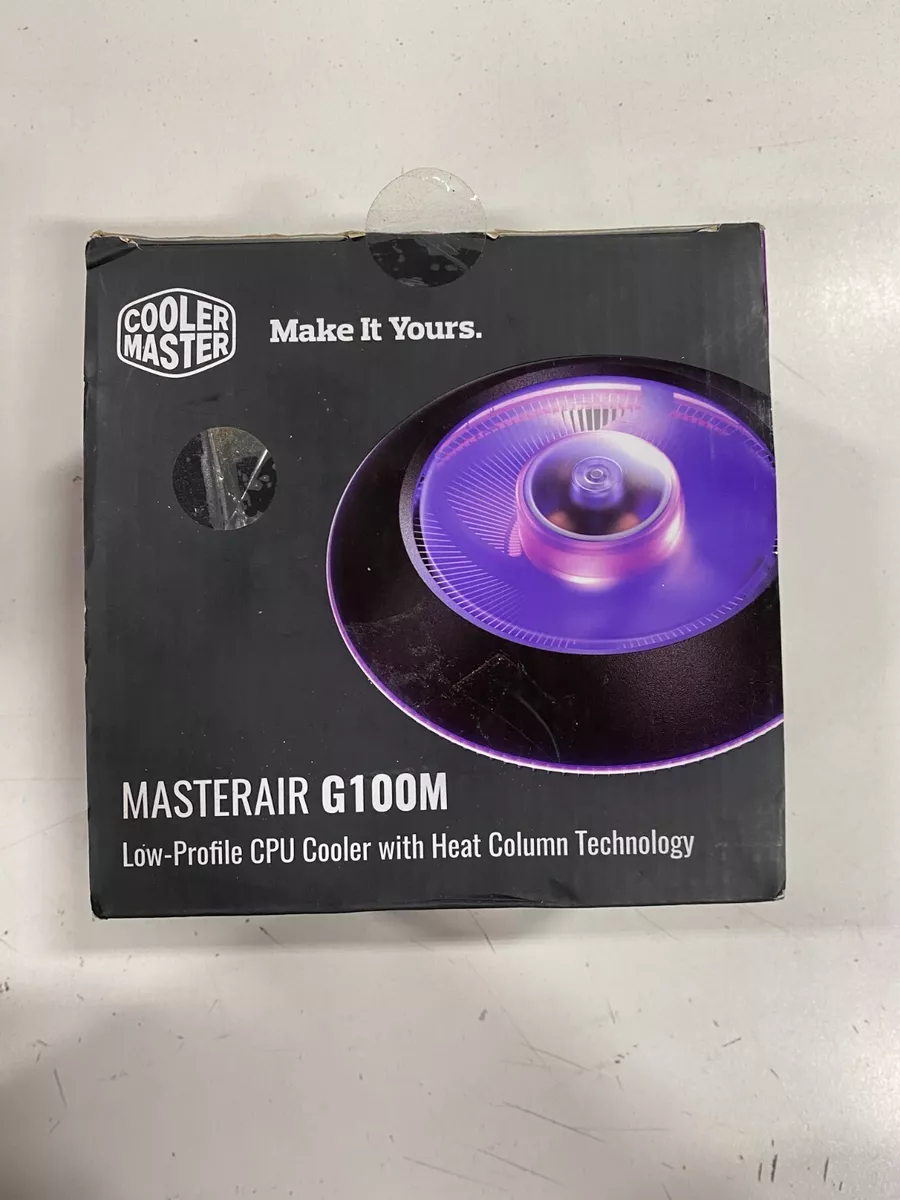 COOLER
MASTER
Make It Yours.
MASTERAIR G100M
Low-Profile CPU Cooler with Heat Column Technology